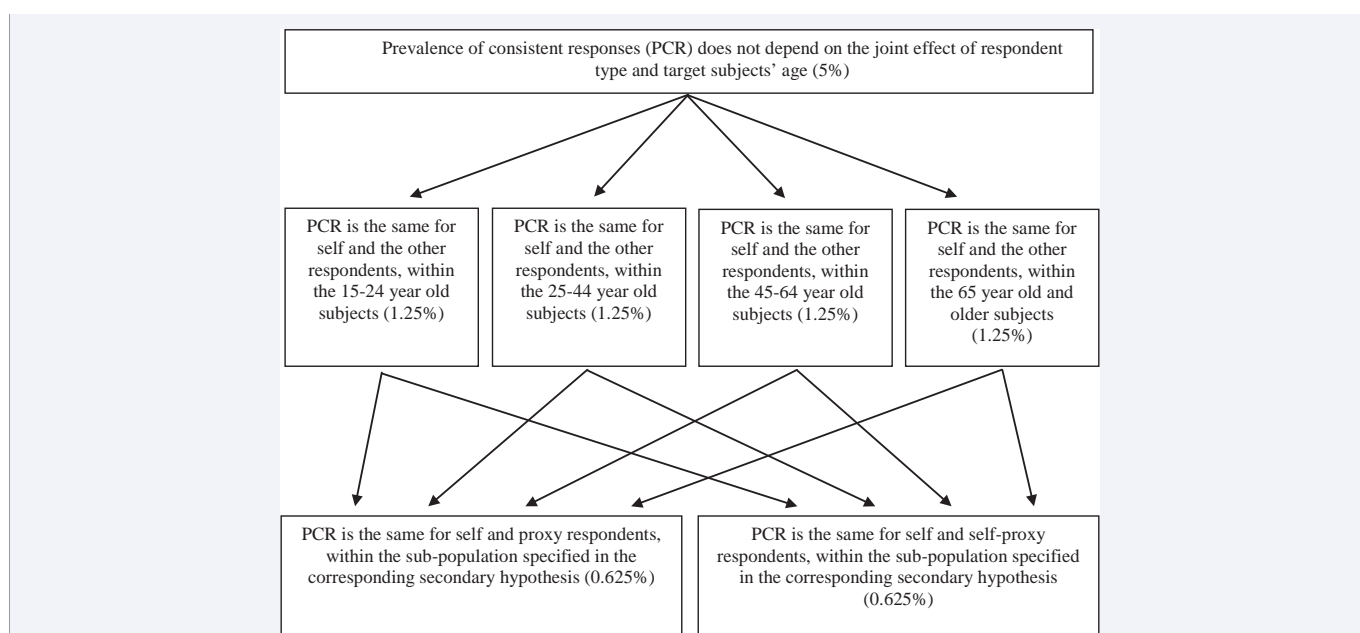 Prevalence of consistent responses (PCR) does not depend on the joint effect of respondent
type and target subjects’ age (5%)
PCR is the same for
self and the other
respondents, within
the 15-24 year old
subjects (1.25%)
PCR is the same for
self and the other
respondents, within
the 25-44 year old
subjects (1.25%)
PCR is the same for
self and the other
respondents, within
the 45-64 year old
subjects (1.25%)
PCR is the same for
self and the other
respondents, within
the 65 year old and
older subjects
(1.25%)
PCR is the same for self and proxy respondents,
within the sub-population specified in the
corresponding secondary hypothesis (0.625%)
PCR is the same for self and self-proxy
respondents, within the sub-population specified
in the corresponding secondary hypothesis
(0.625%)